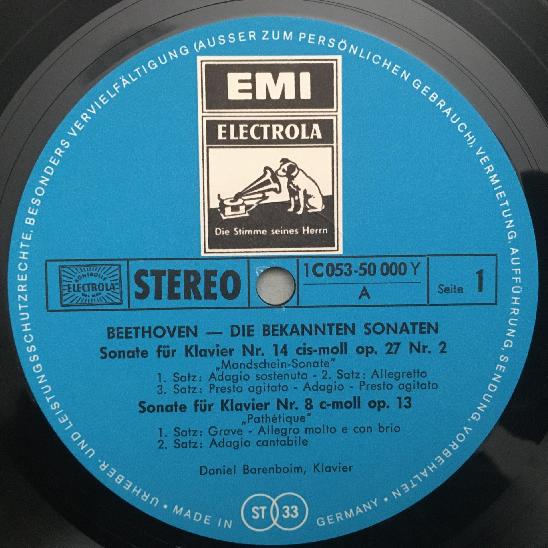 URHEBER- UND LEISTUNGSSCHUTZRECHTE, BESONDERS VERVIELFÄLTIGUNG (AUSSER ZUM PERSÖNLICHEN GEBRAUCH), VERMIETUNG, AUFFÜHRUNG, SENDUNG VORBEHALTEN
EMI
ELECTROLA
Die Stimme seines Herrn
ELECTROLA
STEREO
1 C 053-50 000 Y
A
Seite 1
BEETHOVEN — DIE BEKANNTEN SONATEN
Sonate für Klavier Nr. 14 cis-moll op. 27 Nr. 2
„Mondschein-Sonate"
1. Satz: Adagio sostenuto - 2. Satz: Allegretto
3. Satz: Presto agitato - Adagio - Presto agitato
Sonate für Klavier Nr. 8 c-moll op. 13
„Pathétique"
1. Satz: Grave - Allegro molto e con brio
2. Satz: Adagio cantabile
Daniel Barenboim, Klavier
• MADE IN GERMANY •
ST 33